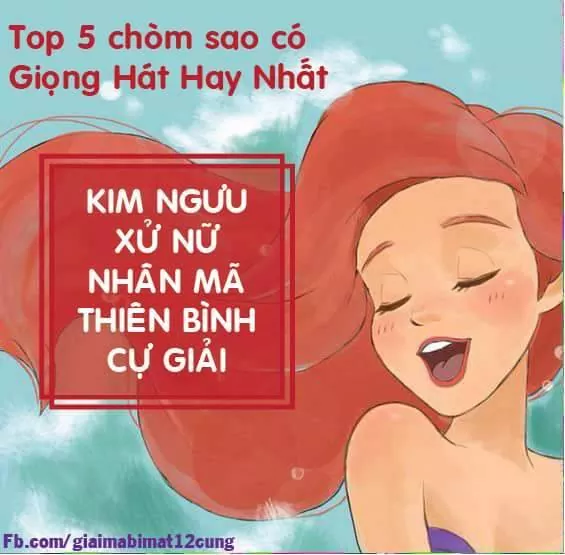 Top 5 chòm sao có
Giọng Hát Hay Nhất
KIM NGƯU
XỬ NỮ
NHÂN MÃ
THIÊN BÌNH
CỰ GIẢI
Fb.com/giaimabimat12cung